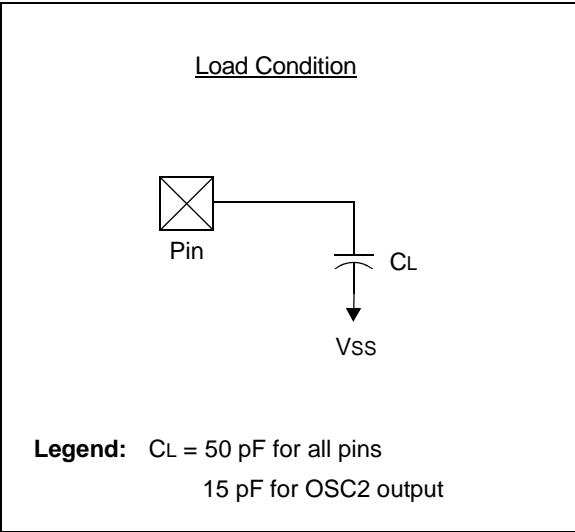 Load Condition
Pin
CL
VSS
Legend: CL = 50 pF for all pins
15 pF for OSC2 output